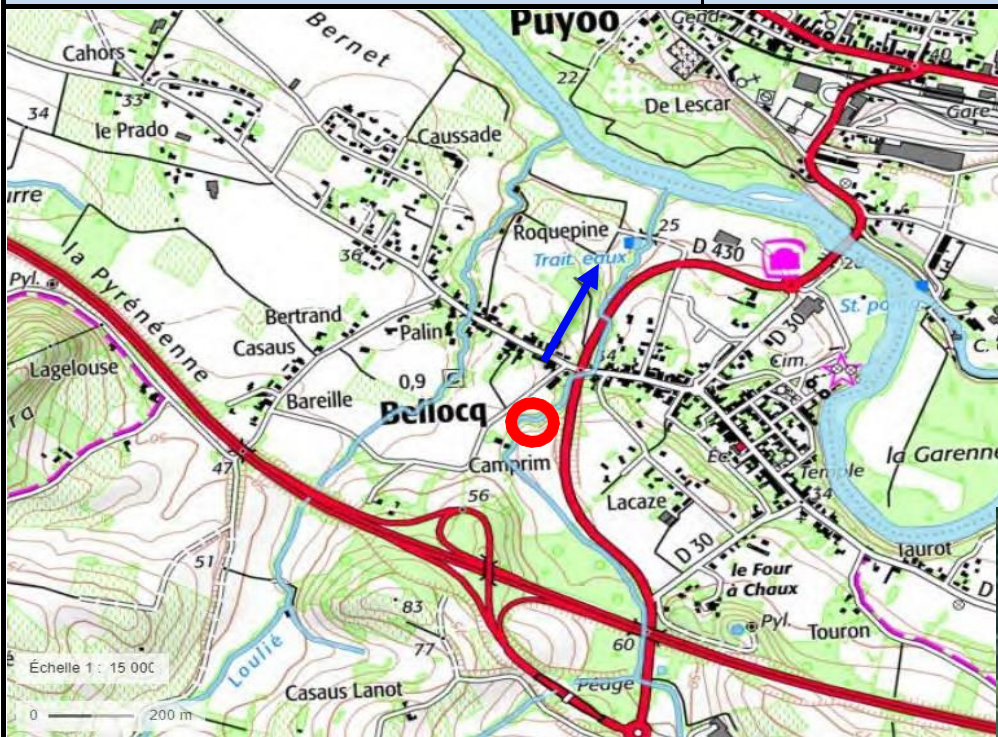 Puyoo
Gend
Bernet
Cahors
22
40
33
De Lescar
34
Gare
le Prado
Caussade
urre
Roquepine
25
D 430
Trait. eaux
36
la Pyrénéenne
Pyl.
Bertrand
Palin
D 30
Casaus
Cim.
Lagelouse
0,9
Bareille
Bellocq
Éc.
la Garenne
Camprim
Temple
47
56
Lacaze
34
D 30
Taurot
51
le Four
à Chaux
D
83
Pyl.
Touron
60
77
Échelle 1 : 15 000
Loulié
Casaus Lanot
Péage
0 200 m